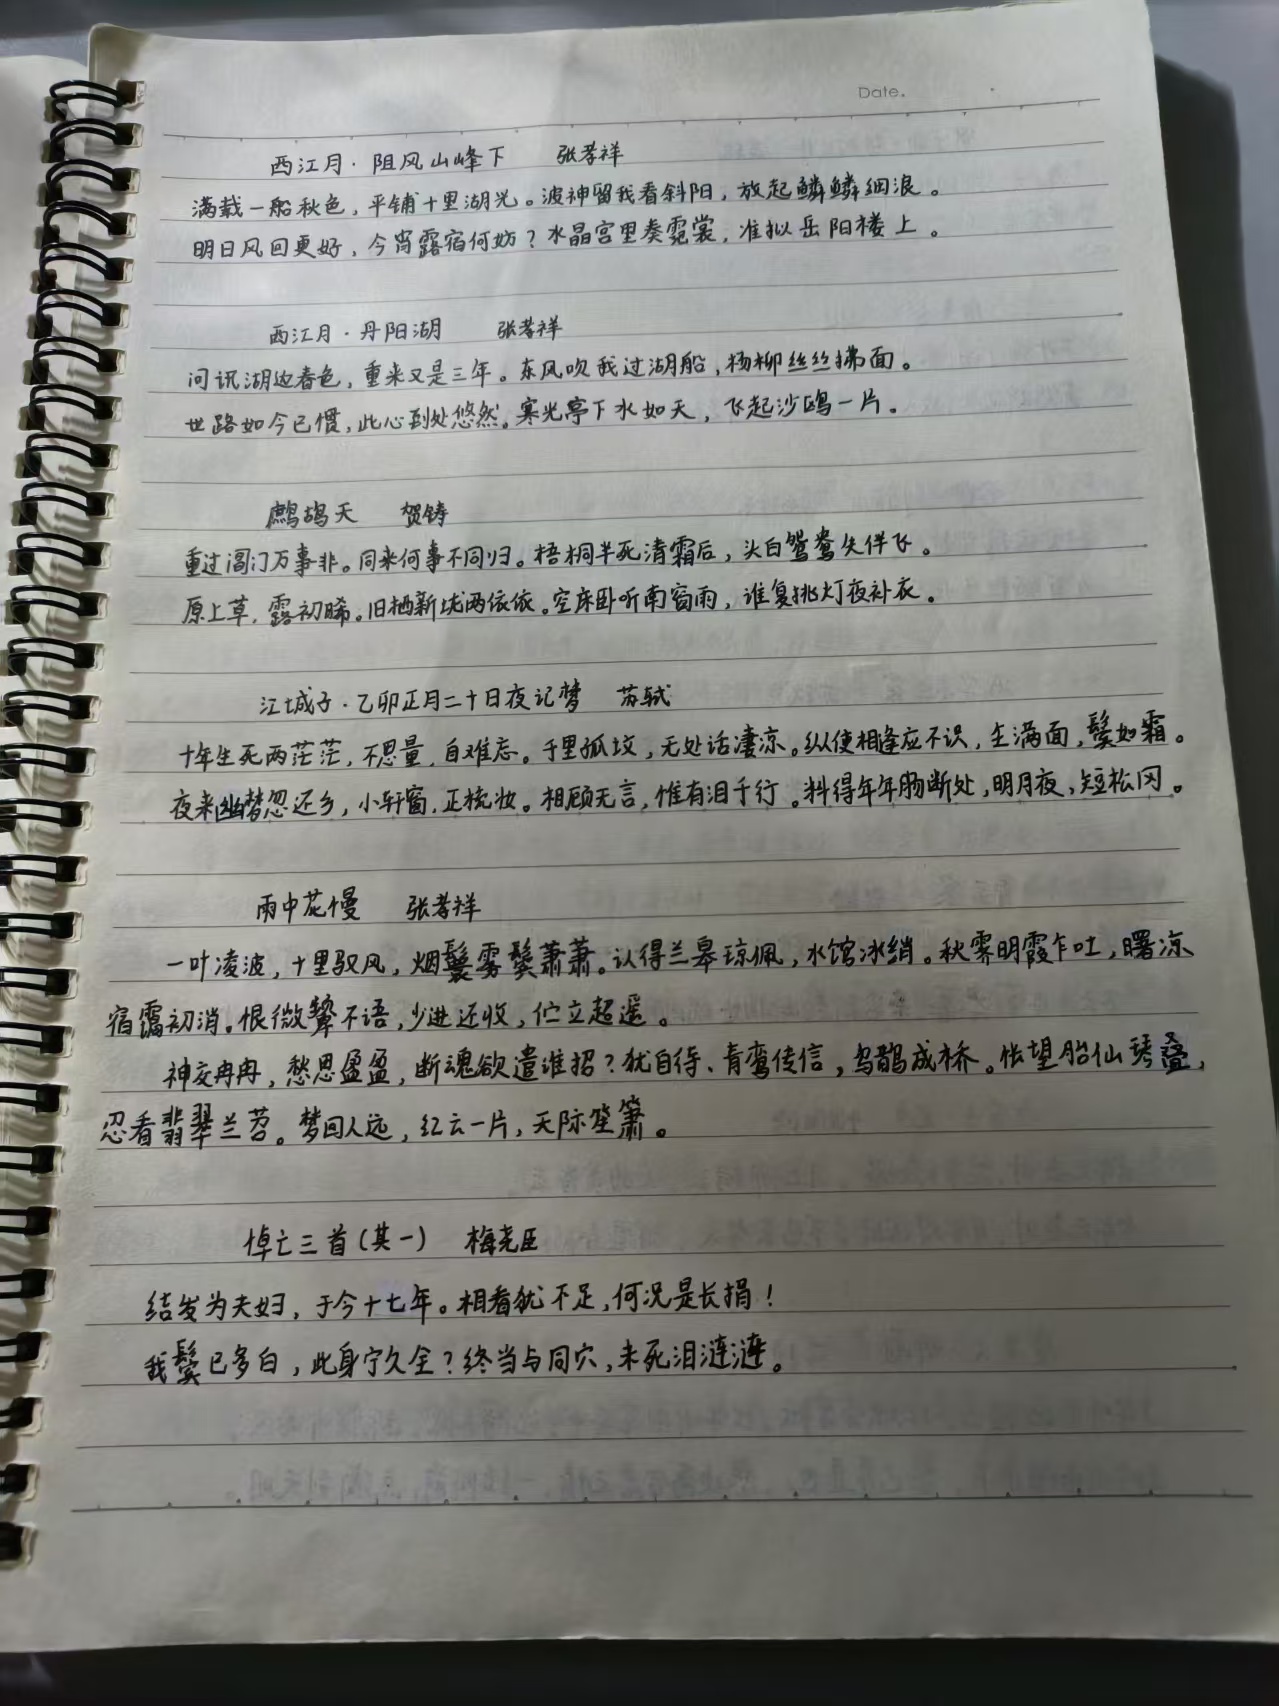 Date.
西江月·阻风山峰下 张孝祥
满载一船秋色，平铺十里湖光。波神留我看斜阳，放起鳞鳞细浪。
明日风回更好，今宵露宿何妨？水晶宫里奏霓裳，准拟岳阳楼上。
西江月·丹阳湖 张孝祥
问讯湖边春色，重来又是三年。东风吹我过湖船，杨柳丝丝拂面。
世路如今已惯，此心到处悠然。寒光亭下水如天，飞起沙鸥一片。
鹧鸪天 贺铸
重过阊门万事非。同来何事不同归。梧桐半死清霜后，头白鸳鸯失伴飞。
原上草，露初晞。旧栖新垅两依依。空床卧听南窗雨，谁复挑灯夜补衣。
江城子·乙卯正月二十日夜记梦 苏轼
十年生死两茫茫，不思量，自难忘。千里孤坟，无处话凄凉。纵使相逢应不识，尘满面，鬓如霜。
夜来幽梦忽还乡，小轩窗，正梳妆。相顾无言，惟有泪千行。料得年年肠断处，明月夜，短松冈。
雨中花慢 张孝祥
一叶凌波，十里驭风，烟鬟雾鬓萧萧。认得兰皋琼佩，水馆冰绡。秋霁明霞乍吐，曙凉
宿霭初消。恨微颦不语，少进还收，伫立超遥。
神交冉冉，愁思盈盈，断魂欲遣谁招？犹自待、青鸾传信，乌鹊成桥。怅望胎仙琴叠，
忍看翡翠兰苕。梦回人远，红云一片，天际笙箫。
悼亡三首(其一) 梅尧臣
结发为夫妇，于今十七年。相看犹不足，何况是长捐！
我鬓已多白，此身宁久全？终当与同穴，未死泪涟涟。